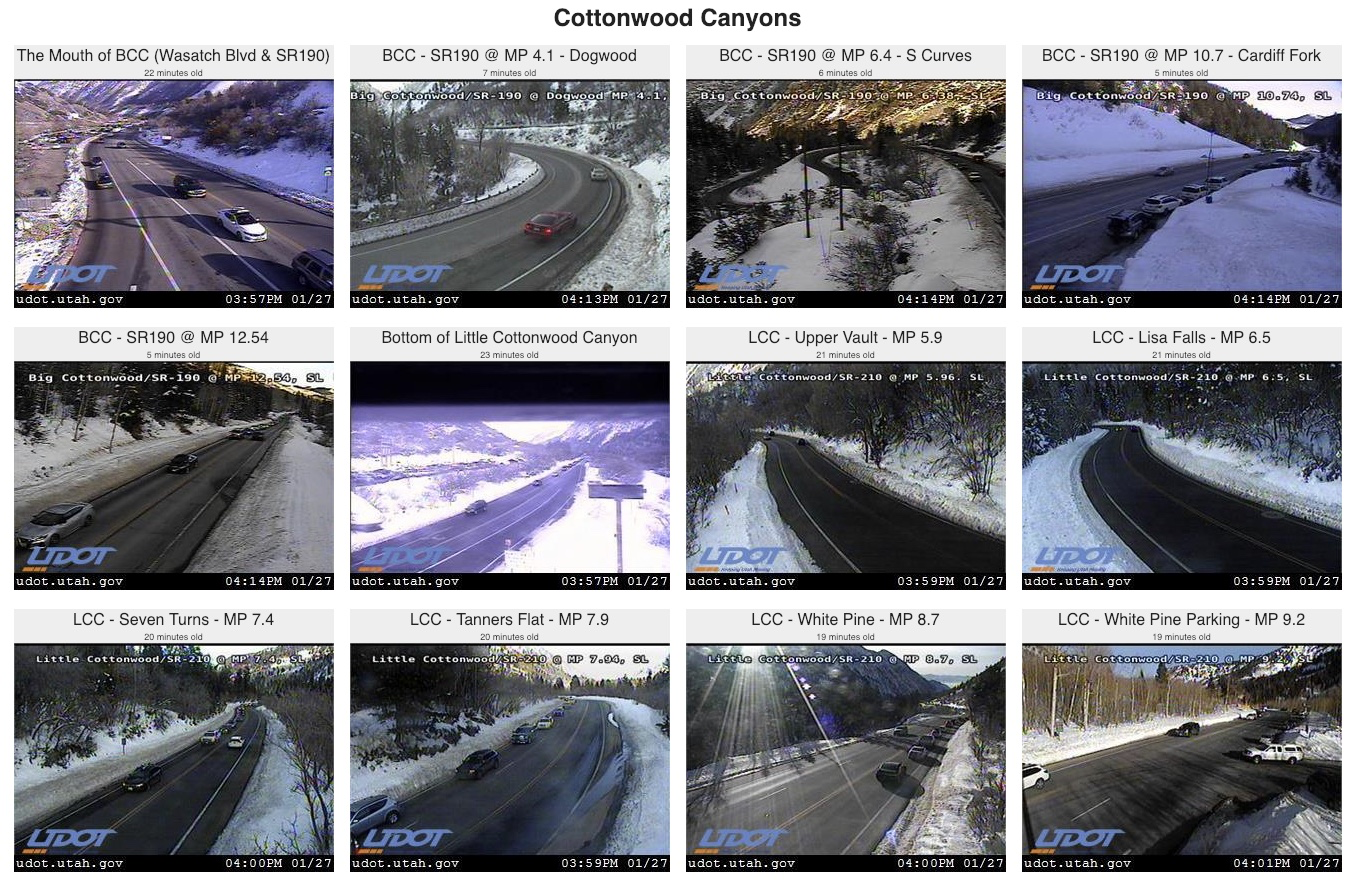 Cottonwood Canyons
The Mouth of BCC (Wasatch Blvd & SR190)
22 minutes old
UDOT
udot.utah.gov 03:57PM 01/27
BCC - SR190 @ MP 4.1 - Dogwood
7 minutes old
Big Cottonwood/SR-190 @ Dogwood MP 4.1,
UDOT
udot.utah.gov 04:13PM 01/27
BCC - SR190 @ MP 6.4 - S Curves
6 minutes old
Big Cottonwood/SR-190 @ MP 6.38, SL
UDOT
Keeping Utah Moving
udot.utah.gov 04:14PM 01/27
BCC - SR190 @ MP 10.7 - Cardiff Fork
5 minutes old
Big Cottonwood/SR-190 @ MP 10.74, SL
UDOT
udot.utah.gov 04:14PM 01/27
BCC - SR190 @ MP 12.54
5 minutes old
Big Cottonwood/SR-190 @ MP 12.54, SL
UDOT
udot.utah.gov 04:14PM 01/27
Bottom of Little Cottonwood Canyon
23 minutes old
UDOT
udot.utah.gov 03:57PM 01/27
LCC - Upper Vault - MP 5.9
21 minutes old
Little Cottonwood/SR-210 @ MP 5.96. SL
UDOT
Keeping Utah Moving
udot.utah.gov 03:59PM 01/27
LCC - Lisa Falls - MP 6.5
21 minutes old
Little Cottonwood/SR-210 @ MP 6.5, SL
UDOT
Keeping Utah Moving
udot.utah.gov 03:59PM 01/27
LCC - Seven Turns - MP 7.4
20 minutes old
Little Cottonwood/SR-210 @ MP 7.4, SL
UDOT
udot.utah.gov 04:00PM 01/27
LCC - Tanners Flat - MP 7.9
20 minutes old
Little Cottonwood/SR-210 @ MP 7.94, SL
UDOT
udot.utah.gov 03:59PM 01/27
LCC - White Pine - MP 8.7
19 minutes old
Little Cottonwood/SR-210 @ MP 8.7, SL
UDOT
udot.utah.gov 04:00PM 01/27
LCC - White Pine Parking - MP 9.2
19 minutes old
Little Cottonwood/SR-210 @ MP 9.2, SL
UDOT
udot.utah.gov 04:01PM 01/27